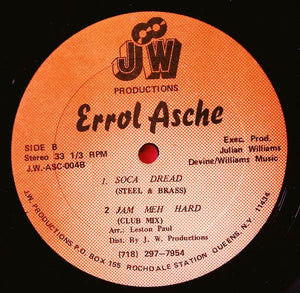 JW
PRODUCTIONS
Errol Asche
SIDE B
Stereo 33 1/3 RPM
J.W.-ASC-004B
Exec. Prod.
Julian Williams
Devine/Williams Music
1. SOCA DREAD
(STEEL & BRASS)
2 JAM MEH HARD
(CLUB MIX)
Arr.: Leston Paul
Dist. By J. W. Productions
(718) 297-7954
J.W. PRODUCTIONS P.O. BOX 155 ROCHDALE STATION QUEENS, N.Y. 11434